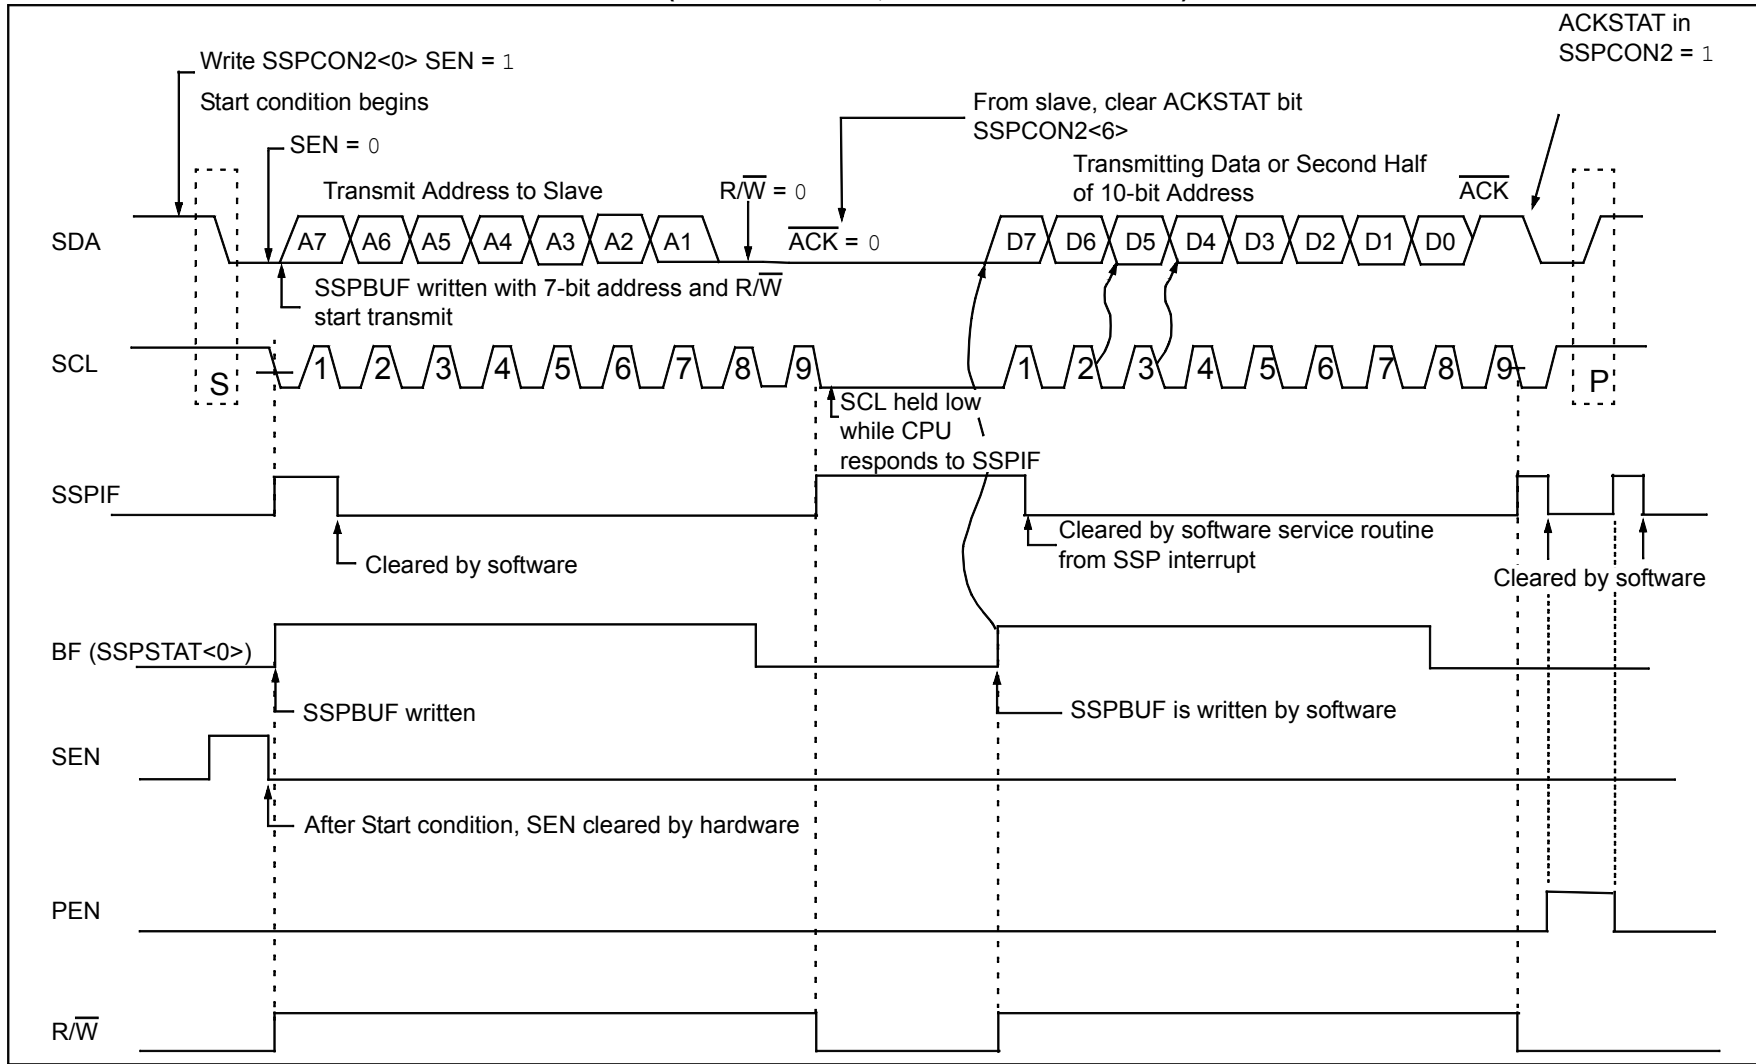 ACKSTAT in
SSPCON2 = 1
Write SSPCON2<0> SEN = 1
Start condition begins
From slave, clear ACKSTAT bit
SSPCON2<6>
SEN = 0
Transmit Address to Slave
R/W̅ = 0
Transmitting Data or Second Half
of 10-bit Address
A̅C̅K̅
SDA
A7 A6 A5 A4 A3 A2 A1
A̅C̅K̅ = 0
D7 D6 D5 D4 D3 D2 D1 D0
SSPBUF written with 7-bit address and R/W̅
start transmit
SCL
S
1 2 3 4 5 6 7 8 9
1 2 3 4 5 6 7 8 9
P
SCL held low
while CPU
responds to SSPIF
SSPIF
Cleared by software
Cleared by software service routine
from SSP interrupt
Cleared by software
BF (SSPSTAT<0>)
SSPBUF written
SSPBUF is written by software
SEN
After Start condition, SEN cleared by hardware
PEN
R/W̅